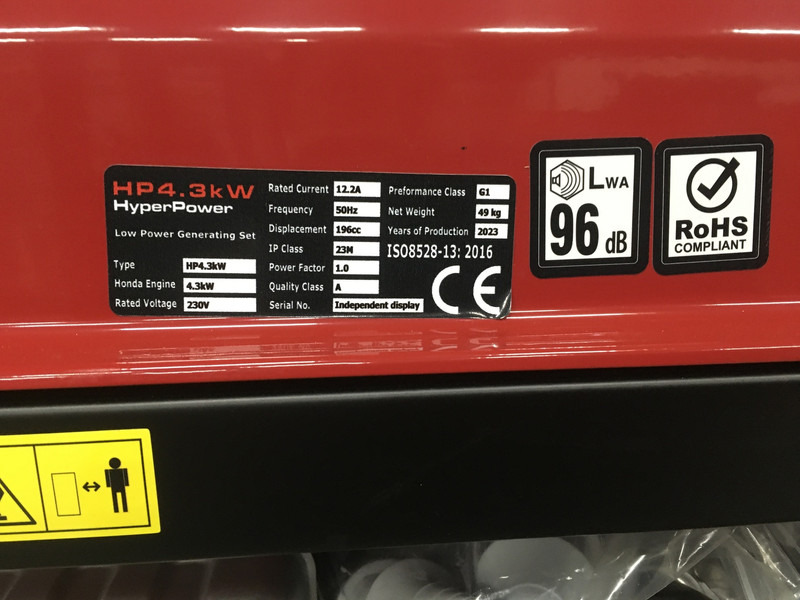 HP4.3kW
HyperPower
Low Power Generating Set
Type HP4.3kW
Honda Engine 4.3kW
Rated Voltage 230V
Rated Current 12.2A
Frequency 50Hz
Displacement 196cc
IP Class 23M
Power Factor 1.0
Quality Class A
Serial No. Independent display
Preformance Class G1
Net Weight 49 kg
Years of Production 2023
ISO8528-13: 2016
CE
LWA
96 dB
RoHS
COMPLIANT